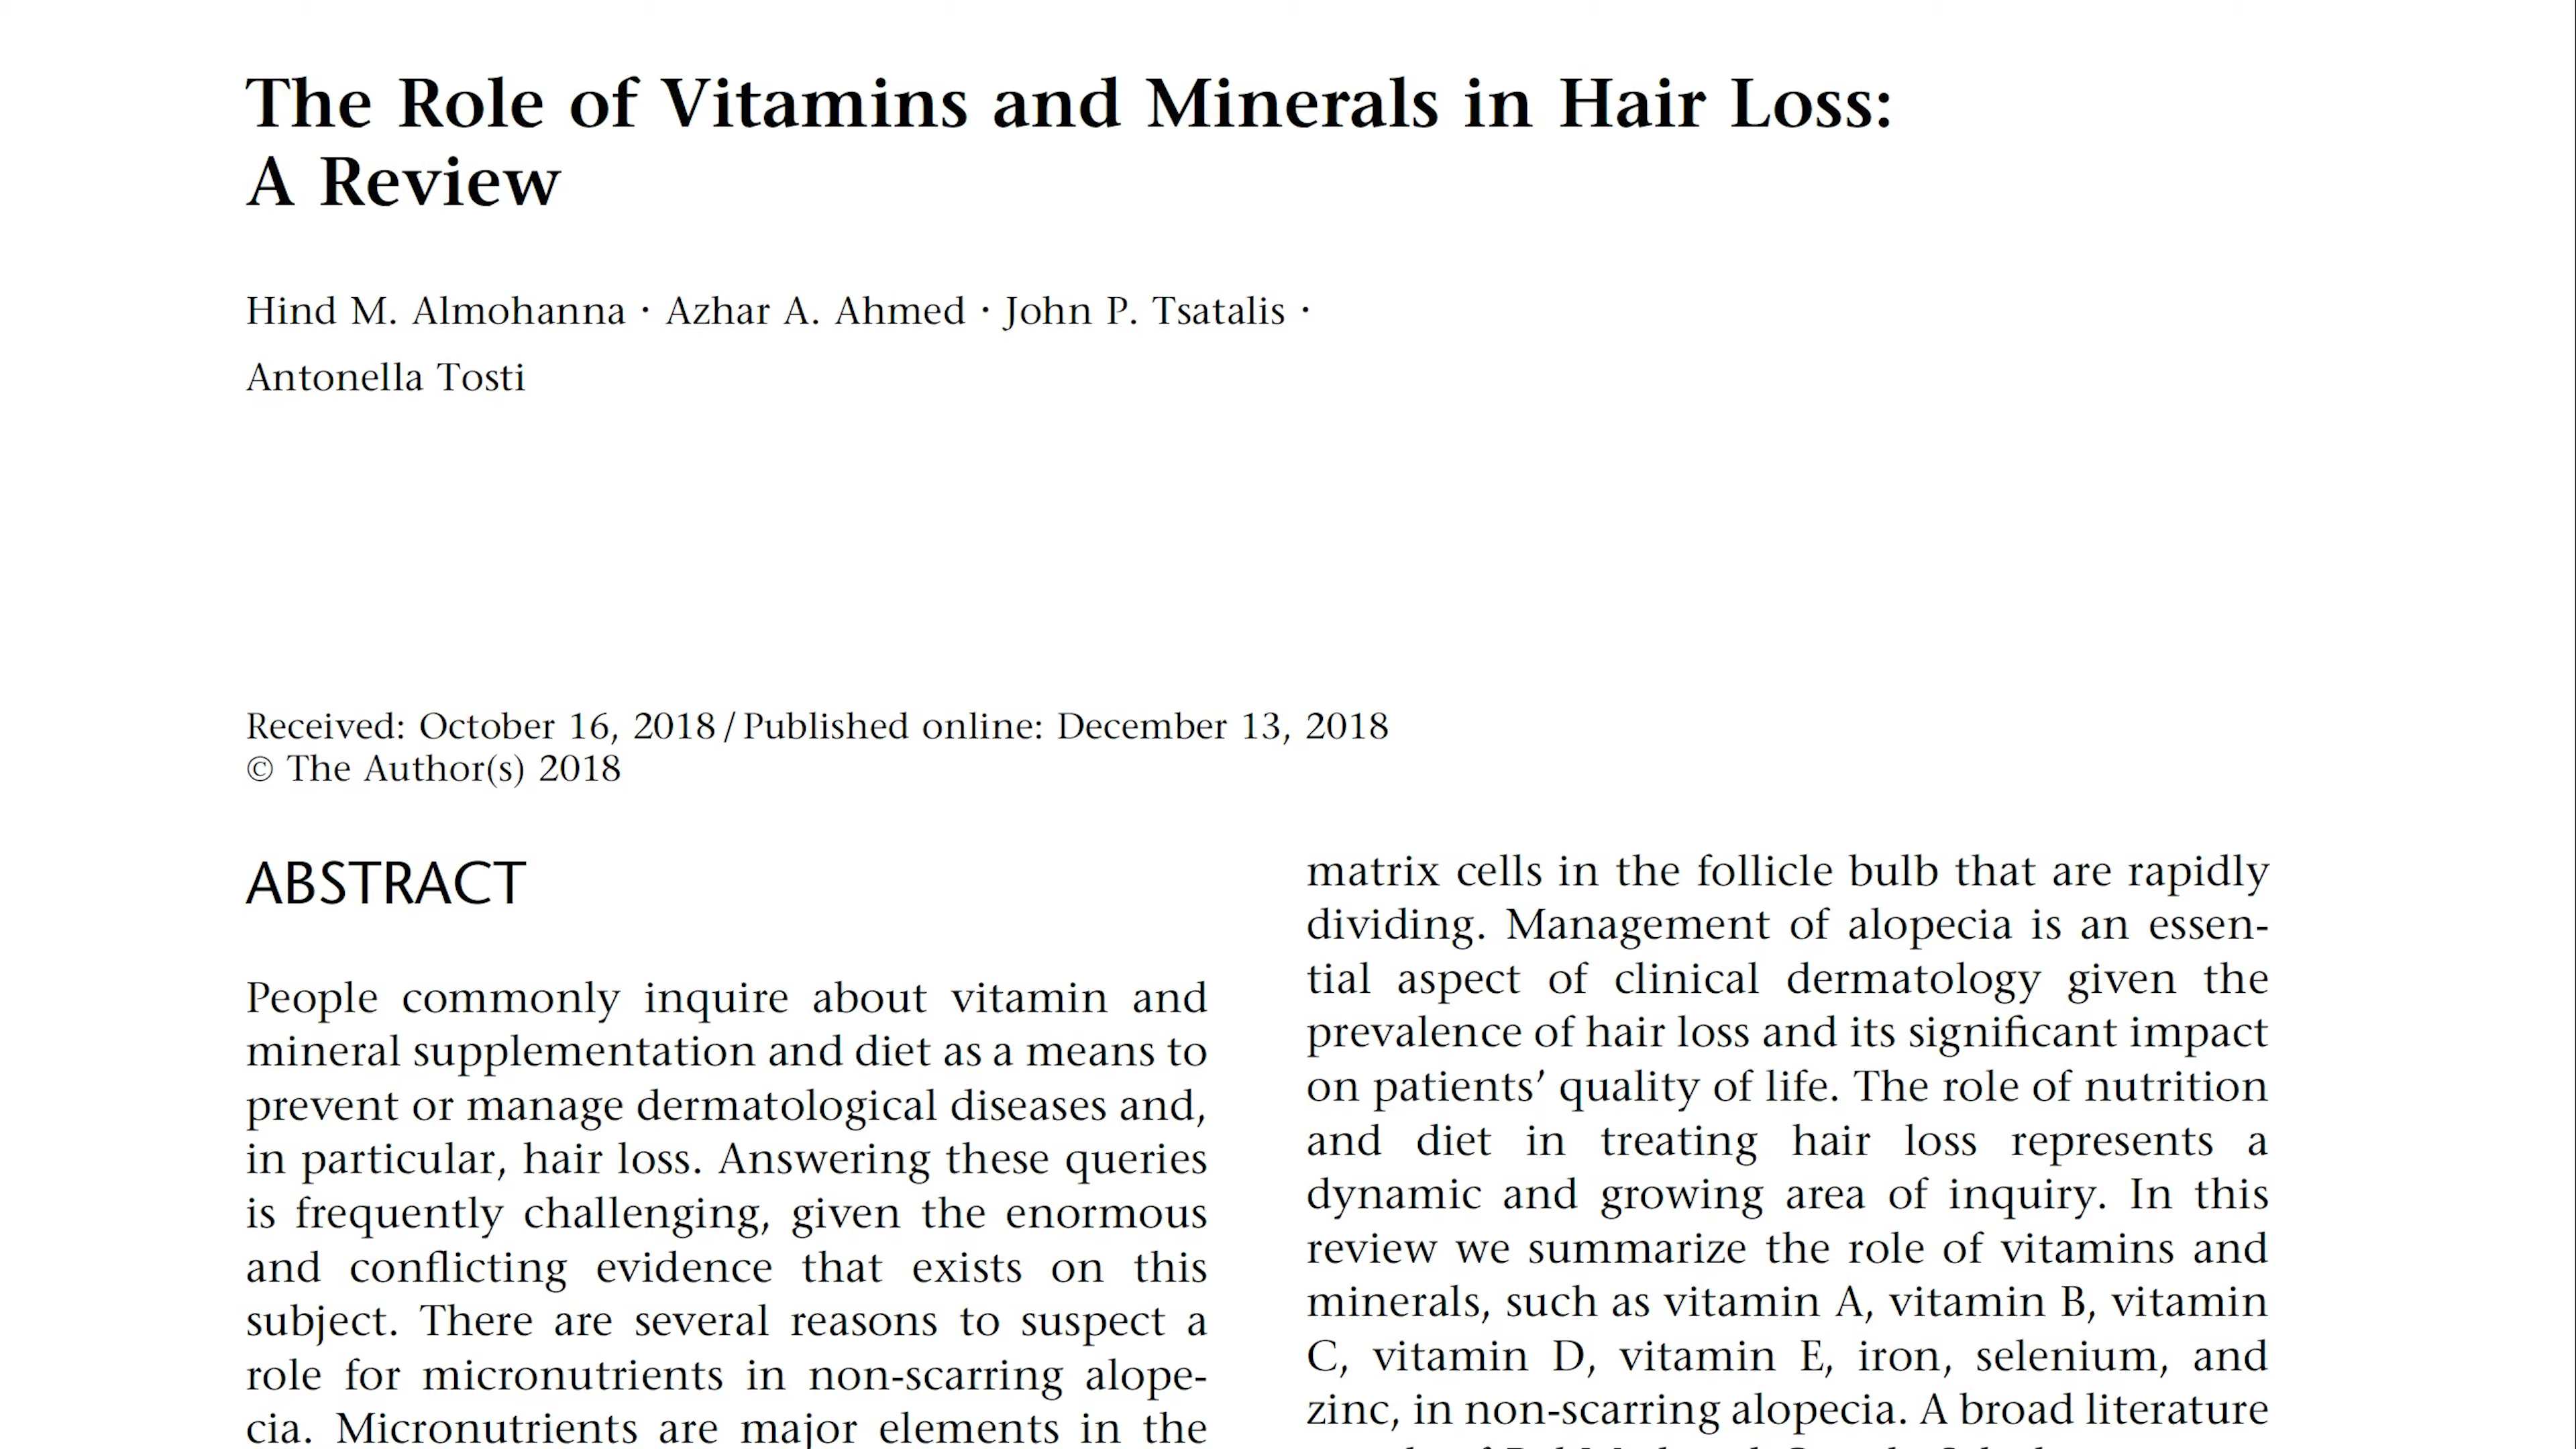 The Role of Vitamins and Minerals in Hair Loss:
A Review
Hind M. Almohanna · Azhar A. Ahmed · John P. Tsatalis ·
Antonella Tosti
Received: October 16, 2018 / Published online: December 13, 2018
© The Author(s) 2018
ABSTRACT
People commonly inquire about vitamin and
mineral supplementation and diet as a means to
prevent or manage dermatological diseases and,
in particular, hair loss. Answering these queries
is frequently challenging, given the enormous
and conflicting evidence that exists on this
subject. There are several reasons to suspect a
role for micronutrients in non-scarring alope-
cia. Micronutrients are major elements in the
matrix cells in the follicle bulb that are rapidly
dividing. Management of alopecia is an essen-
tial aspect of clinical dermatology given the
prevalence of hair loss and its significant impact
on patients’ quality of life. The role of nutrition
and diet in treating hair loss represents a
dynamic and growing area of inquiry. In this
review we summarize the role of vitamins and
minerals, such as vitamin A, vitamin B, vitamin
C, vitamin D, vitamin E, iron, selenium, and
zinc, in non-scarring alopecia. A broad literature